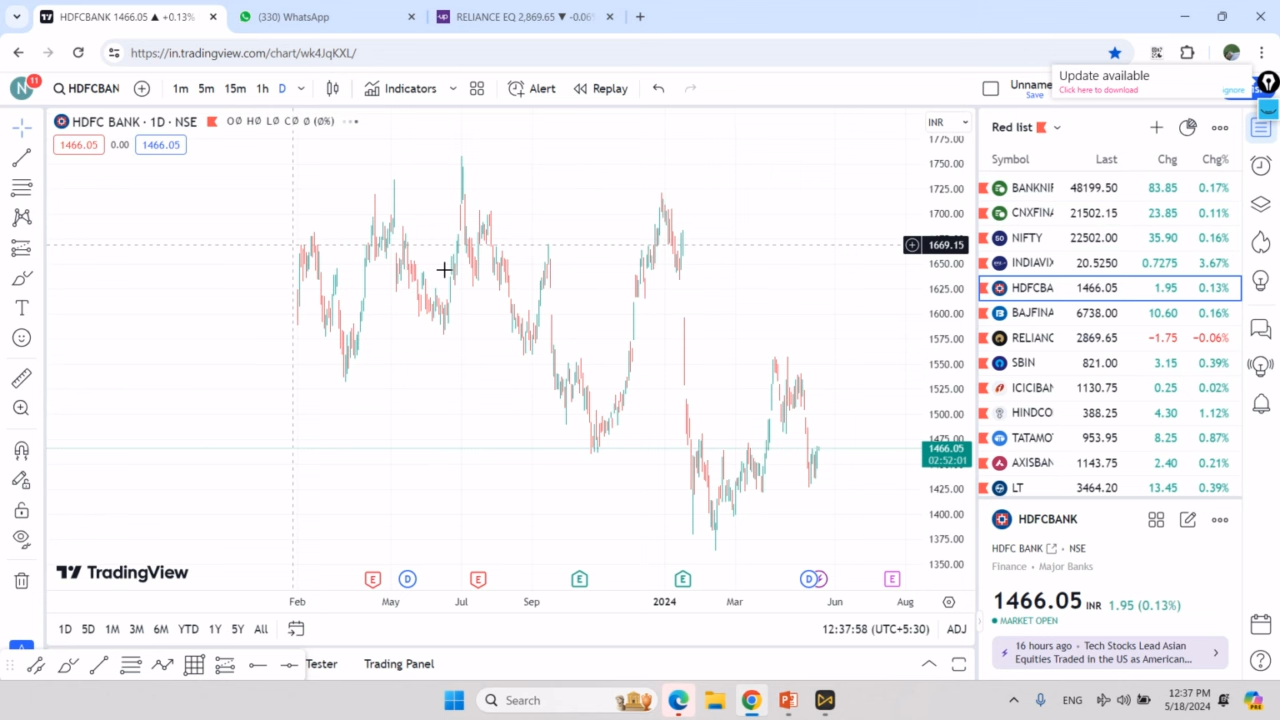 HDFCBANK 1466.05 ▲ +0.13%
(330) WhatsApp
RELIANCE EQ 2,869.65 ▼ -0.06%
https://in.tradingview.com/chart/wk4JqKXL/
Update available
Click here to download
ignore
N
11
HDFCBAN
1m 5m 15m 1h D
Indicators
Alert
Replay
Unname
Save
HDFC BANK · 1D · NSE
O∅ H∅ L∅ C∅ ∅ (0%)
1466.05
0.00
1466.05
INR
1775.00
1750.00
1725.00
1700.00
1669.15
1650.00
1625.00
1600.00
1575.00
1550.00
1525.00
1500.00
1475.00
1466.05
02:52:01
1425.00
1400.00
1375.00
1350.00
TradingView
E D E E E D E
Feb May Jul Sep 2024 Mar Jun Aug
1D 5D 1M 3M 6M YTD 1Y 5Y All
12:37:58 (UTC+5:30)
ADJ
Tester
Trading Panel
Red list
Symbol Last Chg Chg%
BANKNIF 48199.50 83.85 0.17%
CNXFINA 21502.15 23.85 0.11%
NIFTY 22502.00 35.90 0.16%
INDIAVIX 20.5250 0.7275 3.67%
HDFCBA 1466.05 1.95 0.13%
BAJFINA 6738.00 10.60 0.16%
RELIANC 2869.65 −1.75 −0.06%
SBIN 821.00 3.15 0.39%
ICICIBAN 1130.75 0.25 0.02%
HINDCO 388.25 4.30 1.12%
TATAMO 953.95 8.25 0.87%
AXISBAN 1143.75 2.40 0.21%
LT 3464.20 13.45 0.39%
HDFCBANK
HDFC BANK · NSE
Finance · Major Banks
1466.05 INR 1.95 (0.13%)
MARKET OPEN
16 hours ago · Tech Stocks Lead Asian
Equities Traded In the US as American...
Search
ENG
12:37 PM
5/18/2024